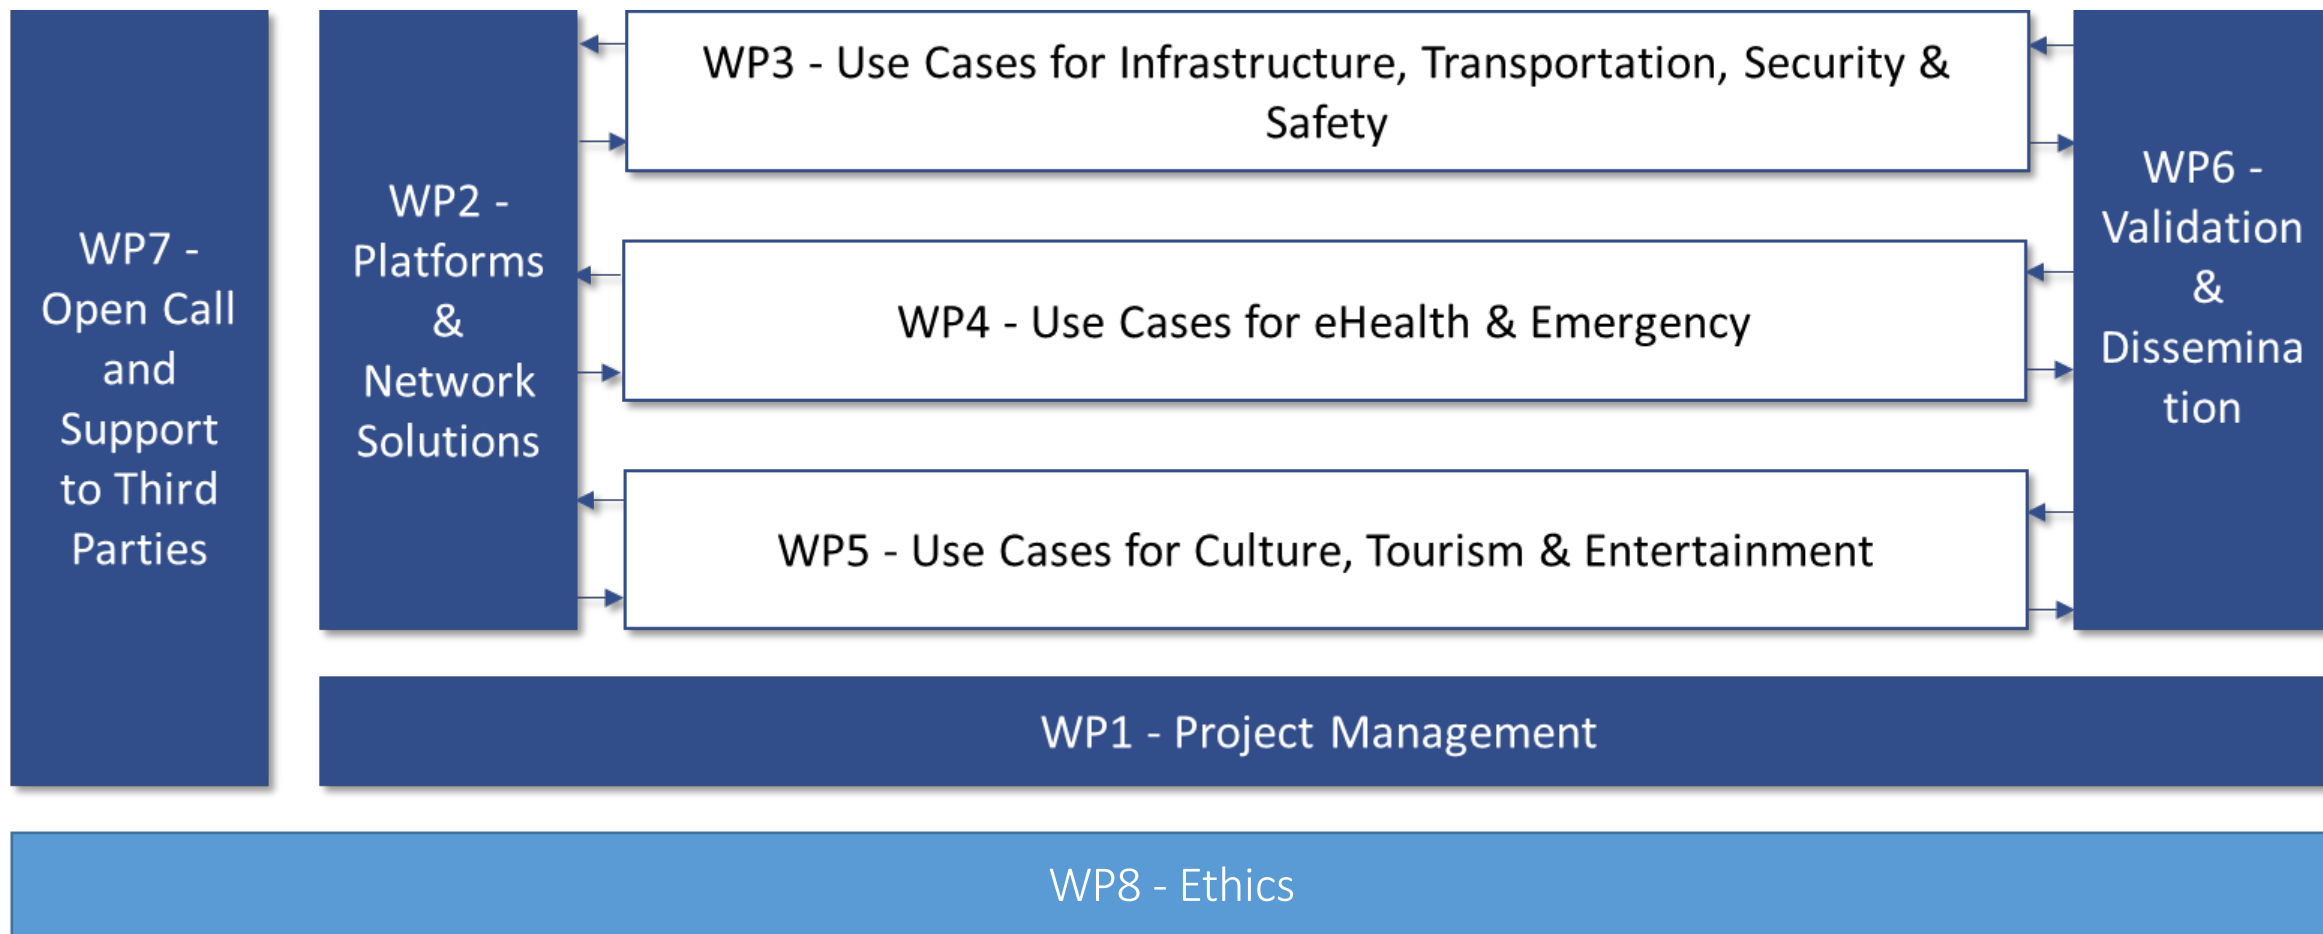 WP7 -
Open Call
and
Support
to Third
Parties
WP2 -
Platforms
&
Network
Solutions
WP3 - Use Cases for Infrastructure, Transportation, Security &
Safety
WP4 - Use Cases for eHealth & Emergency
WP5 - Use Cases for Culture, Tourism & Entertainment
WP6 -
Validation
&
Dissemina
tion
WP1 - Project Management
WP8 - Ethics